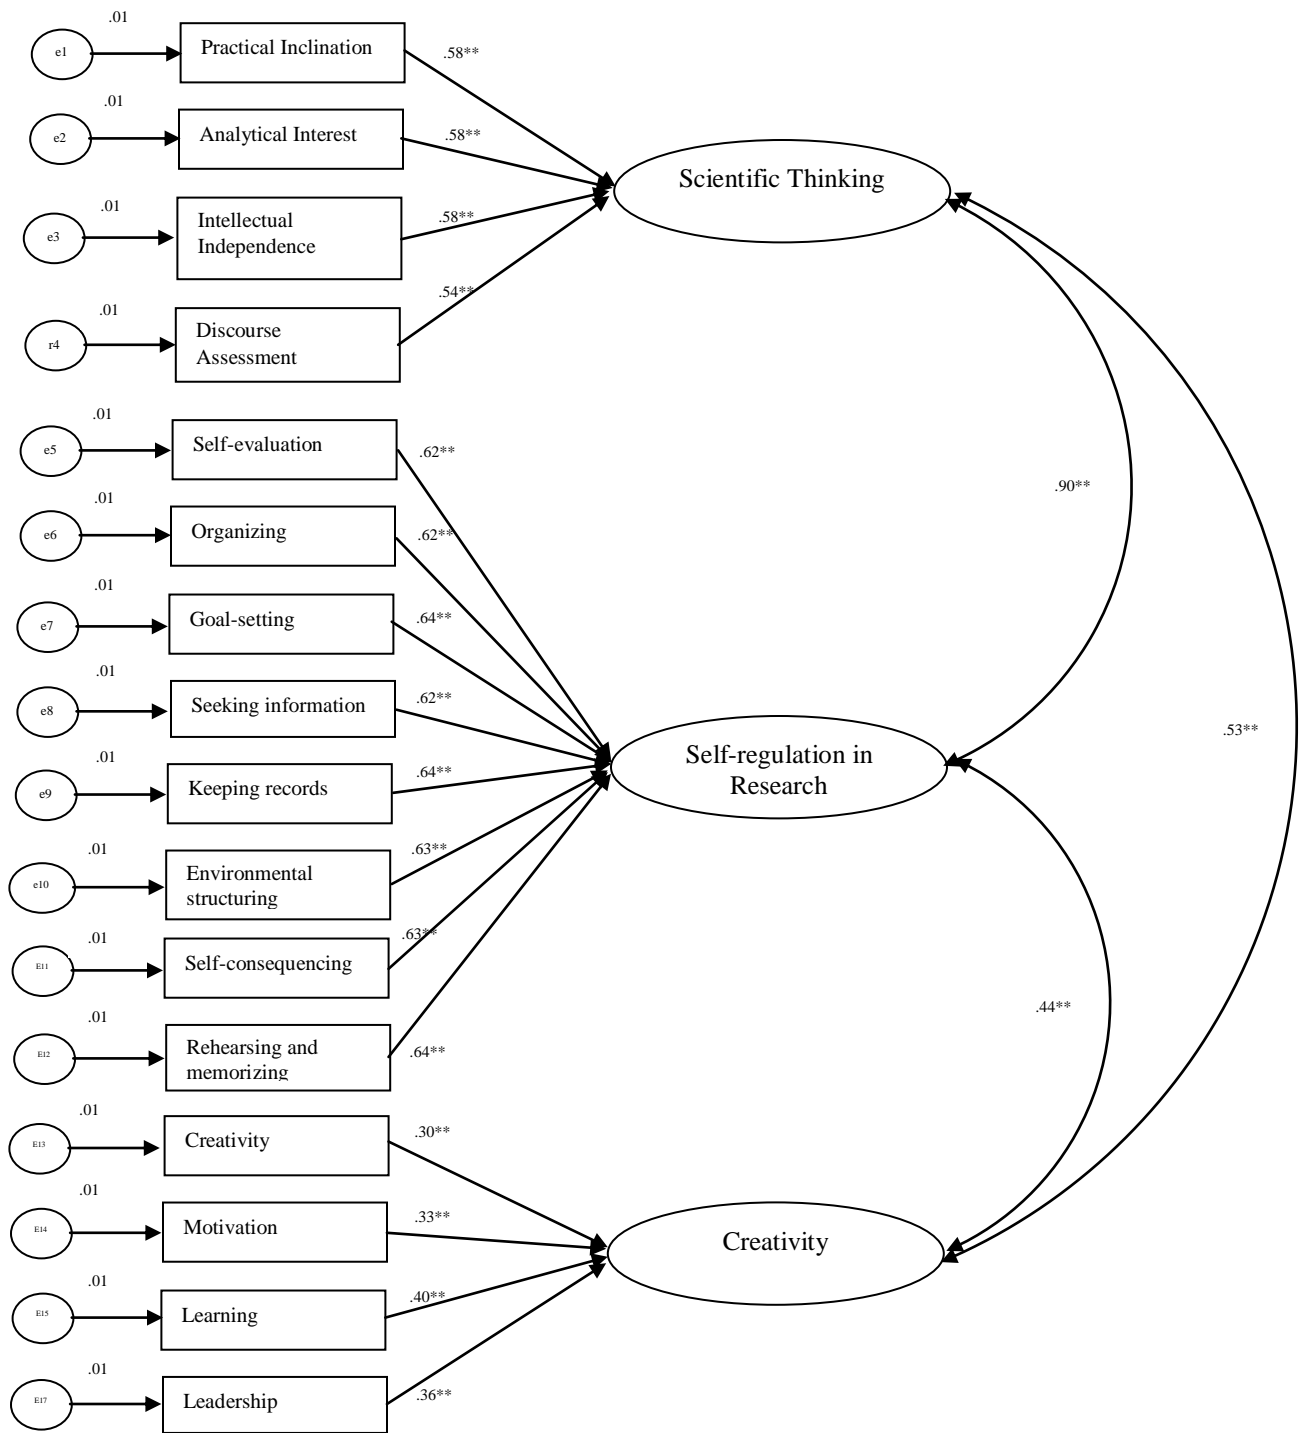 .01
e1
Practical Inclination
.58**
.01
e2
Analytical Interest
.58**
Scientific Thinking
.01
e3
Intellectual
Independence
.58**
.01
r4
Discourse
Assessment
.54**
.01
e5
Self-evaluation
.62**
.90**
.01
e6
Organizing
.62**
.01
e7
Goal-setting
.64**
.01
e8
Seeking information
.62**
.53**
.01
e9
Keeping records
.64**
Self-regulation in
Research
.01
e10
Environmental
structuring
.63**
.01
E11
Self-consequencing
.63**
.44**
.01
E12
Rehearsing and
memorizing
.64**
.01
E13
Creativity
.30**
.01
E14
Motivation
.33**
Creativity
.01
E15
Learning
.40**
.01
E17
Leadership
.36**